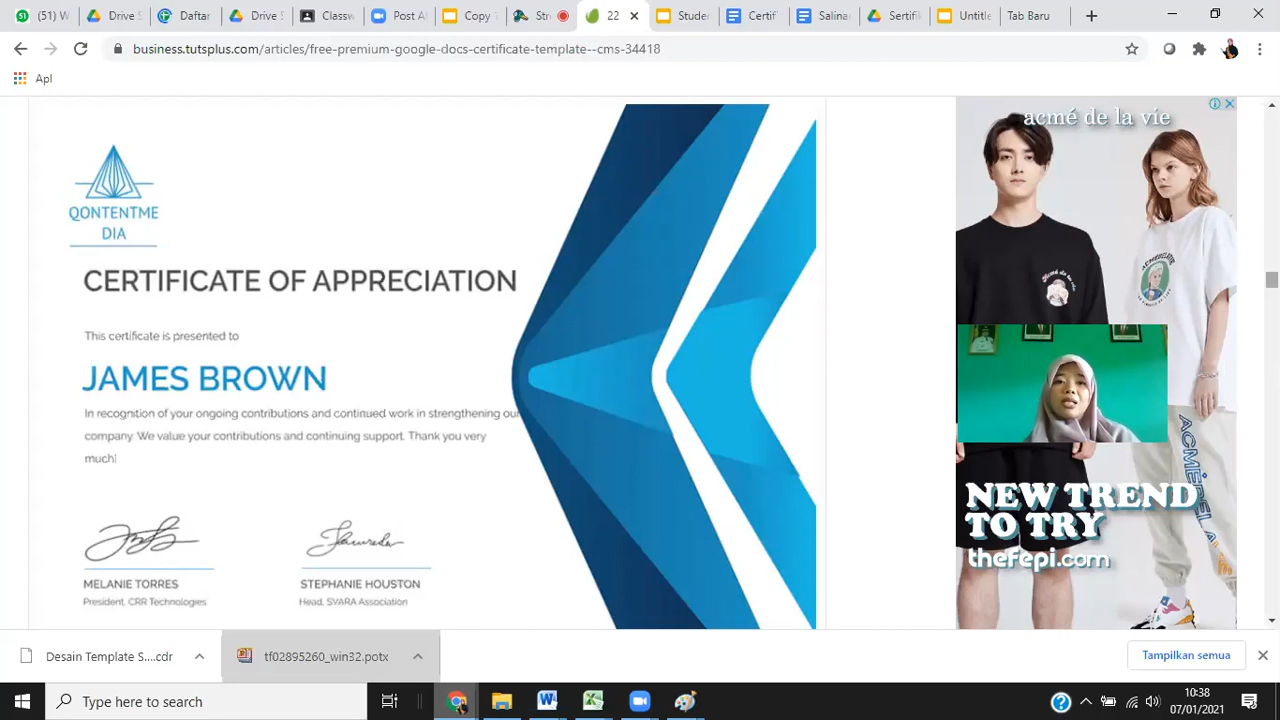 (51) W
Drive S
Daftar
Drive S
Classw
Post Al
Copy T
Stre
22
Stude
Certif
Salina
Sertifi
Untitle
Tab Baru
business.tutsplus.com/articles/free-premium-google-docs-certificate-template--cms-34418
Apl
QONTENTME
DIA
CERTIFICATE OF APPRECIATION
This certificate is presented to
JAMES BROWN
In recognition of your ongoing contributions and continued work in strengthening our
company. We value your contributions and continuing support. Thank you very
much!
MELANIE TORRES
President, CRR Technologies
STEPHANIE HOUSTON
Head, SVARA Association
acmé de la vie
NEW TREND
TO TRY
thefepi.com
Desain Template S....cdr
tf02895260_win32.potx
Tampilkan semua
Type here to search
10:38
07/01/2021